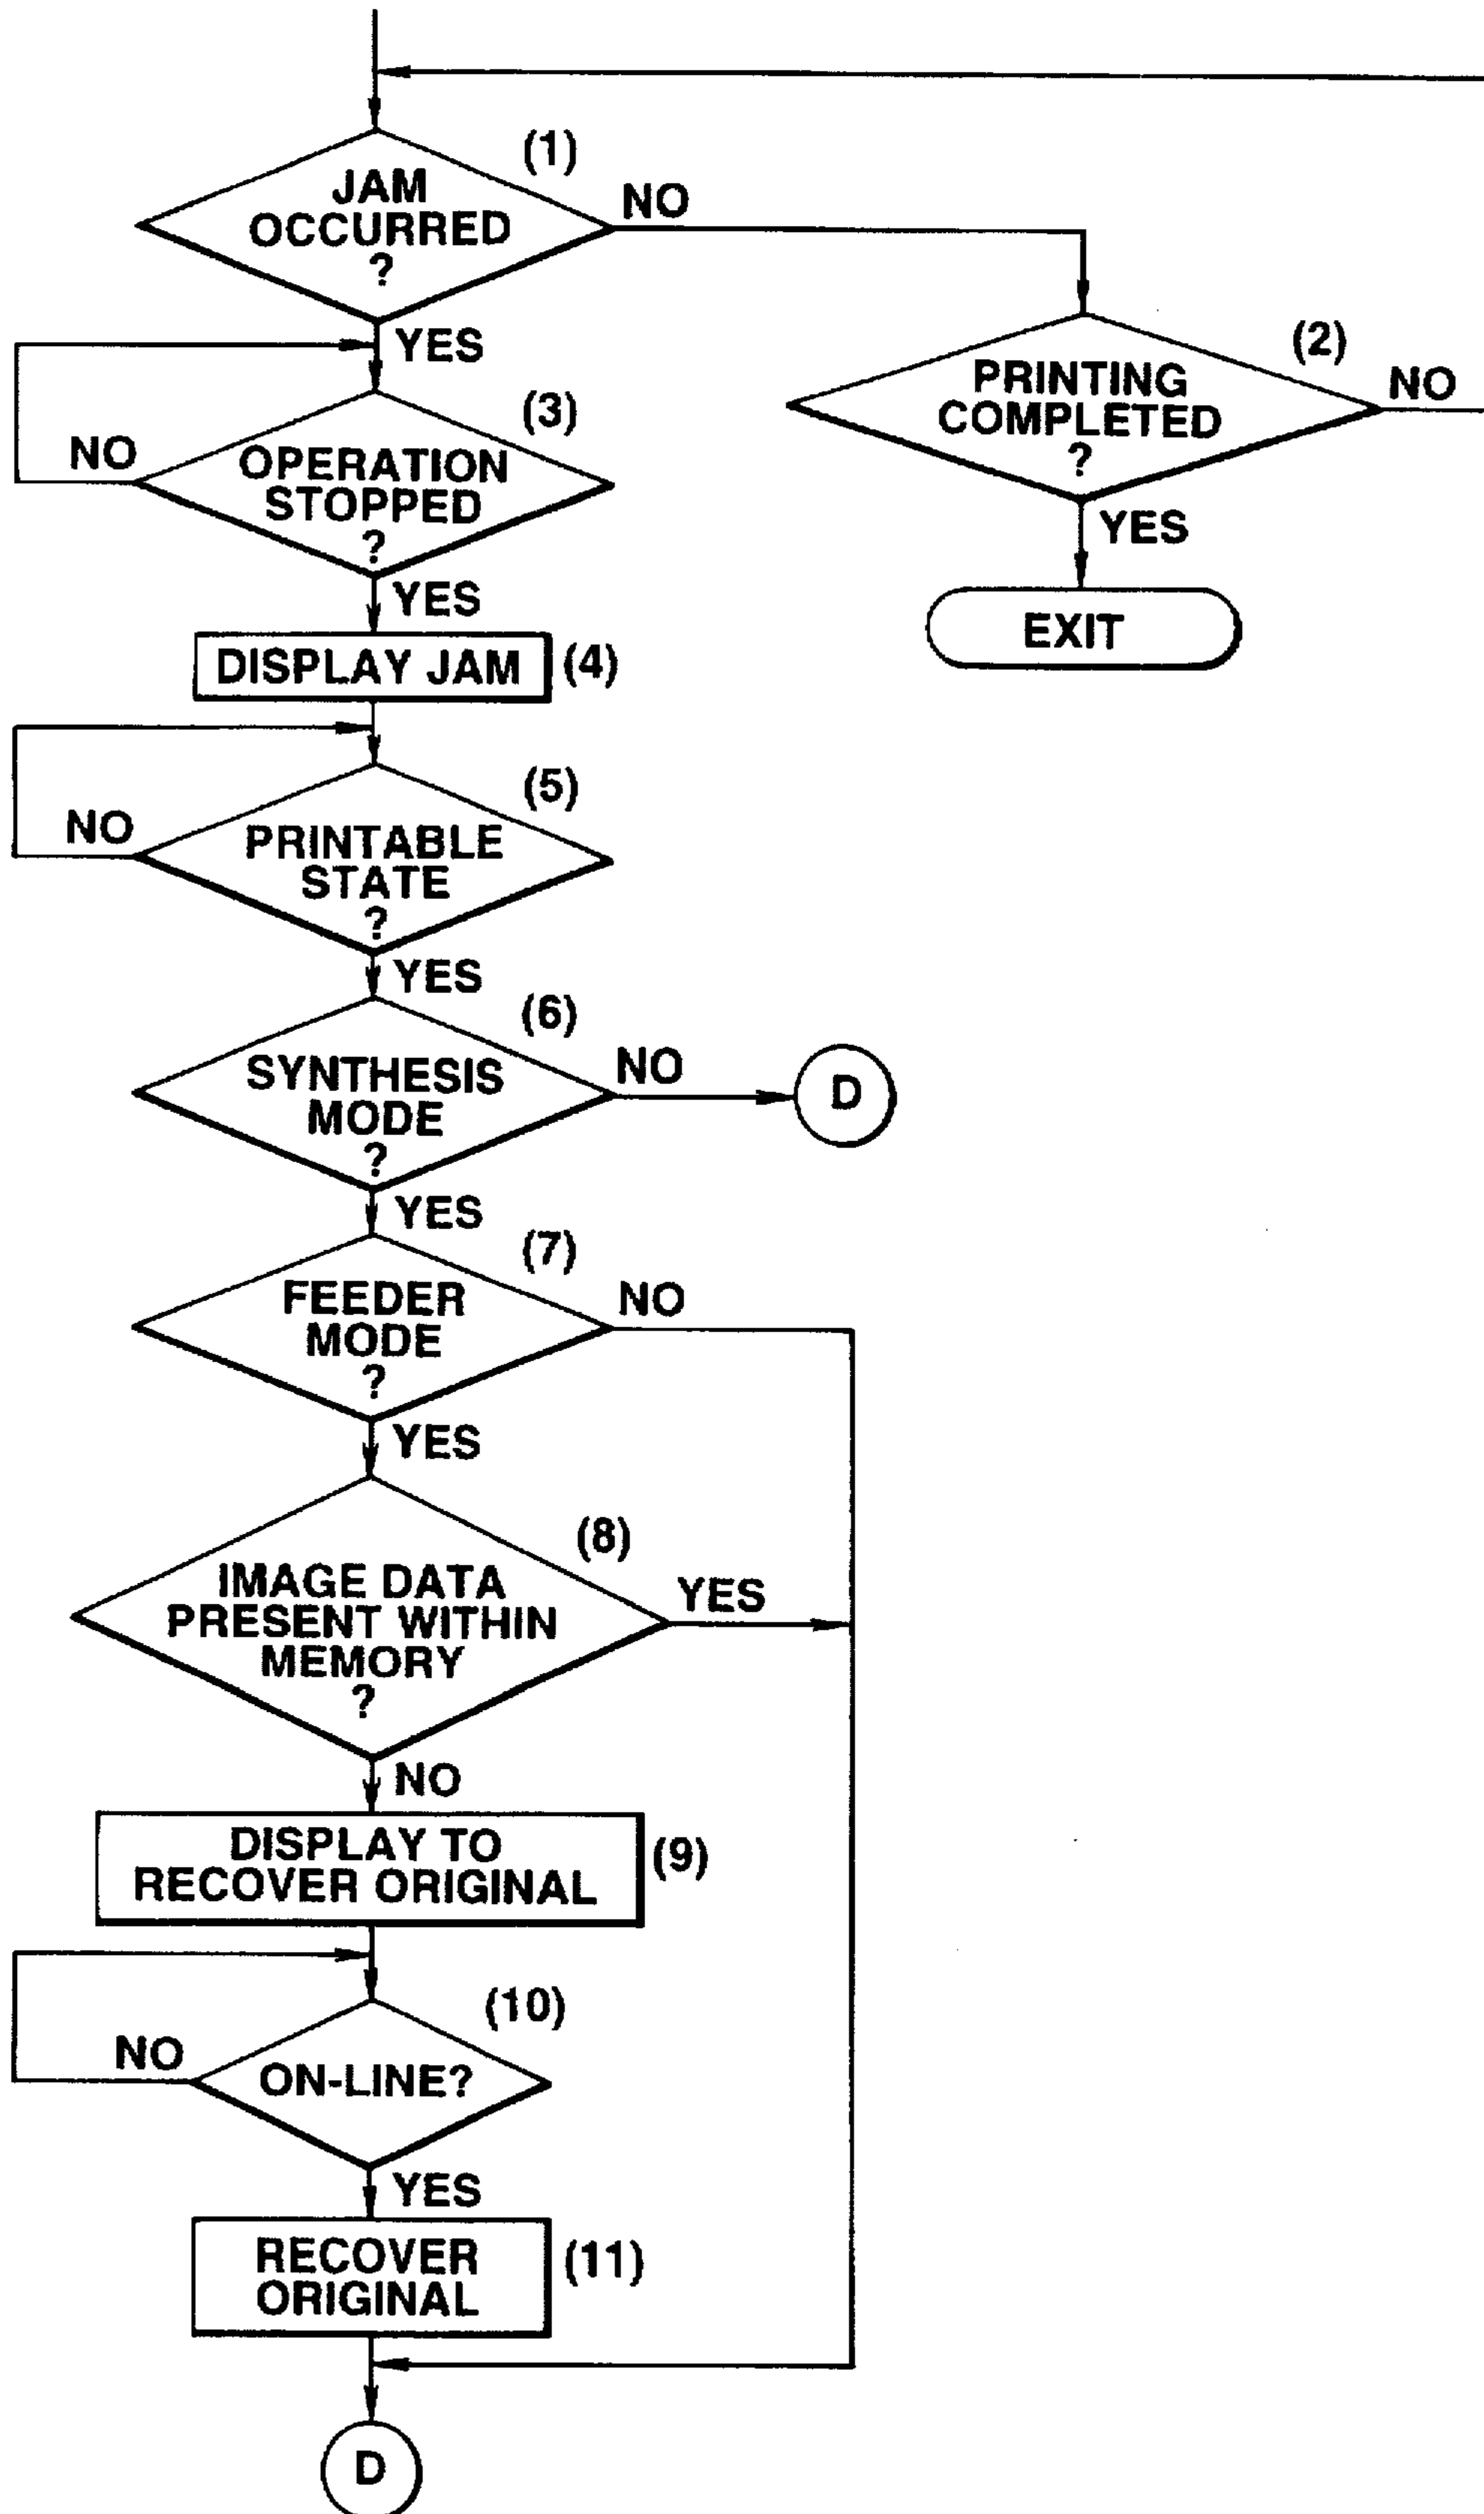 (1)
JAM
OCCURRED
?
NO
YES
(2)
PRINTING
COMPLETED
?
NO
YES
EXIT
(3)
OPERATION
STOPPED
?
NO
YES
DISPLAY JAM
(4)
(5)
PRINTABLE
STATE
?
NO
YES
(6)
SYNTHESIS
MODE
?
NO
D
YES
(7)
FEEDER
MODE
?
NO
YES
(8)
IMAGE DATA
PRESENT WITHIN
MEMORY
?
YES
NO
DISPLAY TO
RECOVER ORIGINAL
(9)
(10)
ON-LINE?
NO
YES
RECOVER
ORIGINAL
(11)
D